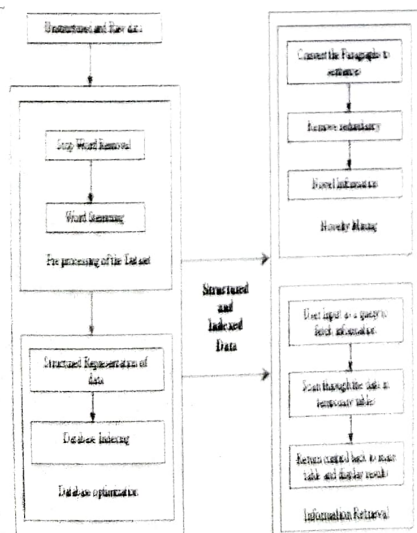 Unstructured and Raw data
Stop Word Removal
Word Stemming
Pre processing of the Dataset
Structured Representation of
data
Database Indexing
Database optimization
Structured
and
Indexed
Data
Convert the Paragraphs to
sentences
Remove redundancy
Novel Information
Novelty Mining
User input as a query to
fetch information
Scan through the data in
temporary table
Return control back to main
table and display results
Information Retrieval